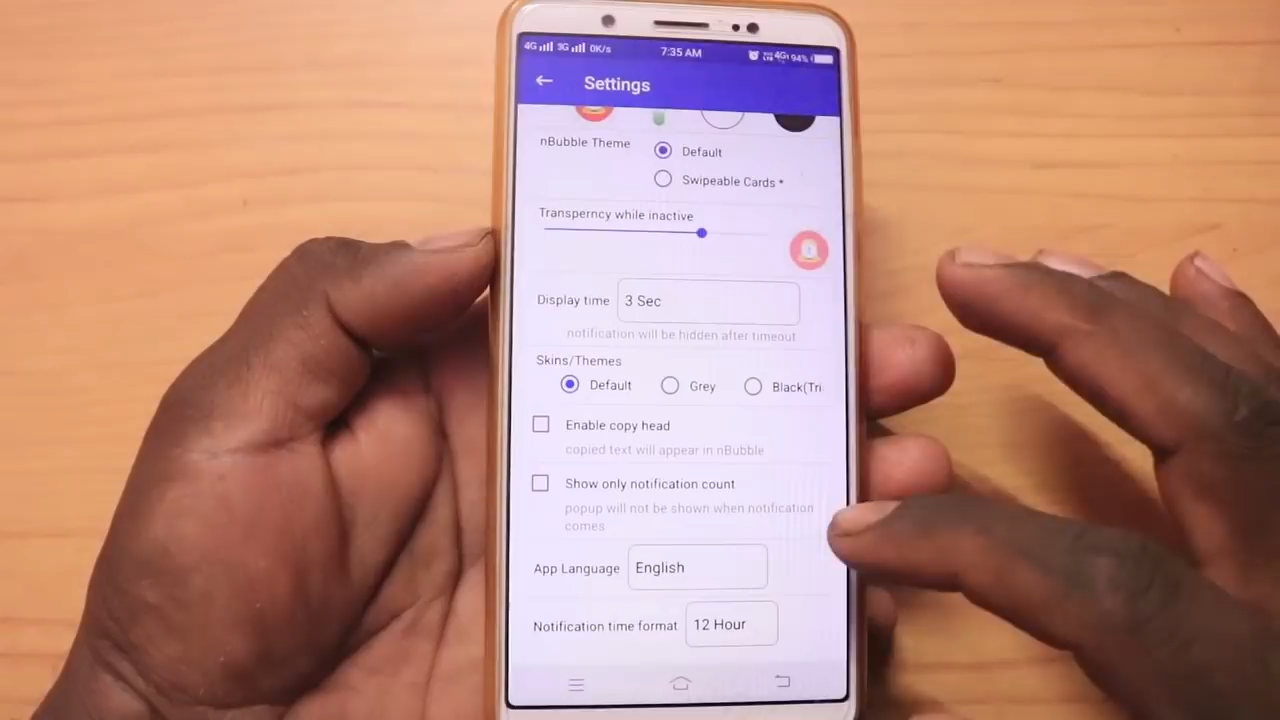 4G 3G 0K/s 7:35 AM 4G+ 94%
Settings
nBubble Theme
Default
Swipeable Cards *
Transperncy while inactive
Display time 3 Sec
notification will be hidden after timeout
Skins/Themes
Default Grey Black(Tri
Enable copy head
copied text will appear in nBubble
Show only notification count
popup will not be shown when notification
comes
App Language English
Notification time format 12 Hour